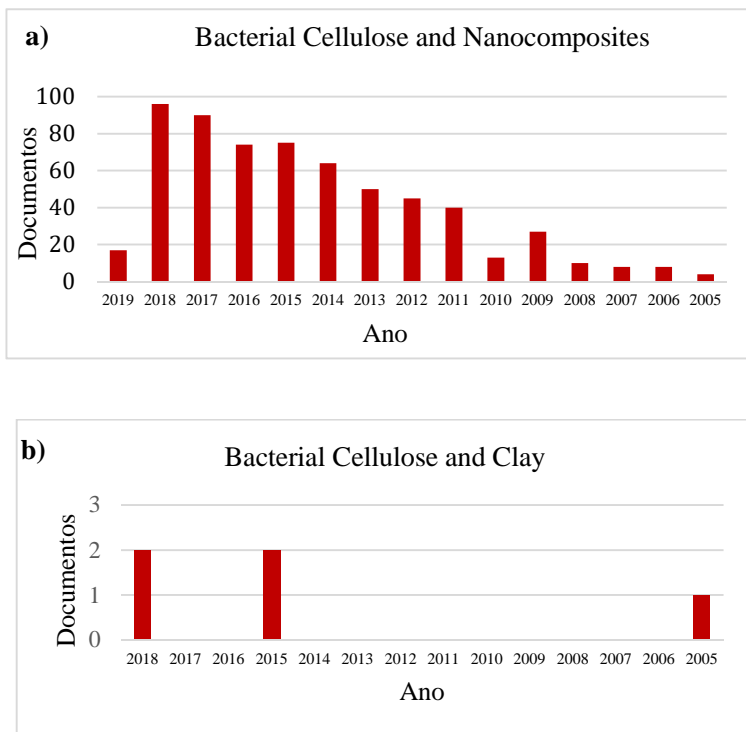 a) Bacterial Cellulose and Nanocomposites
100
80
60
40
20
0
Documentos
2019 2018 2017 2016 2015 2014 2013 2012 2011 2010 2009 2008 2007 2006 2005
Ano
b) Bacterial Cellulose and Clay
3
2
1
0
Documentos
2018 2017 2016 2015 2014 2013 2012 2011 2010 2009 2008 2007 2006 2005
Ano